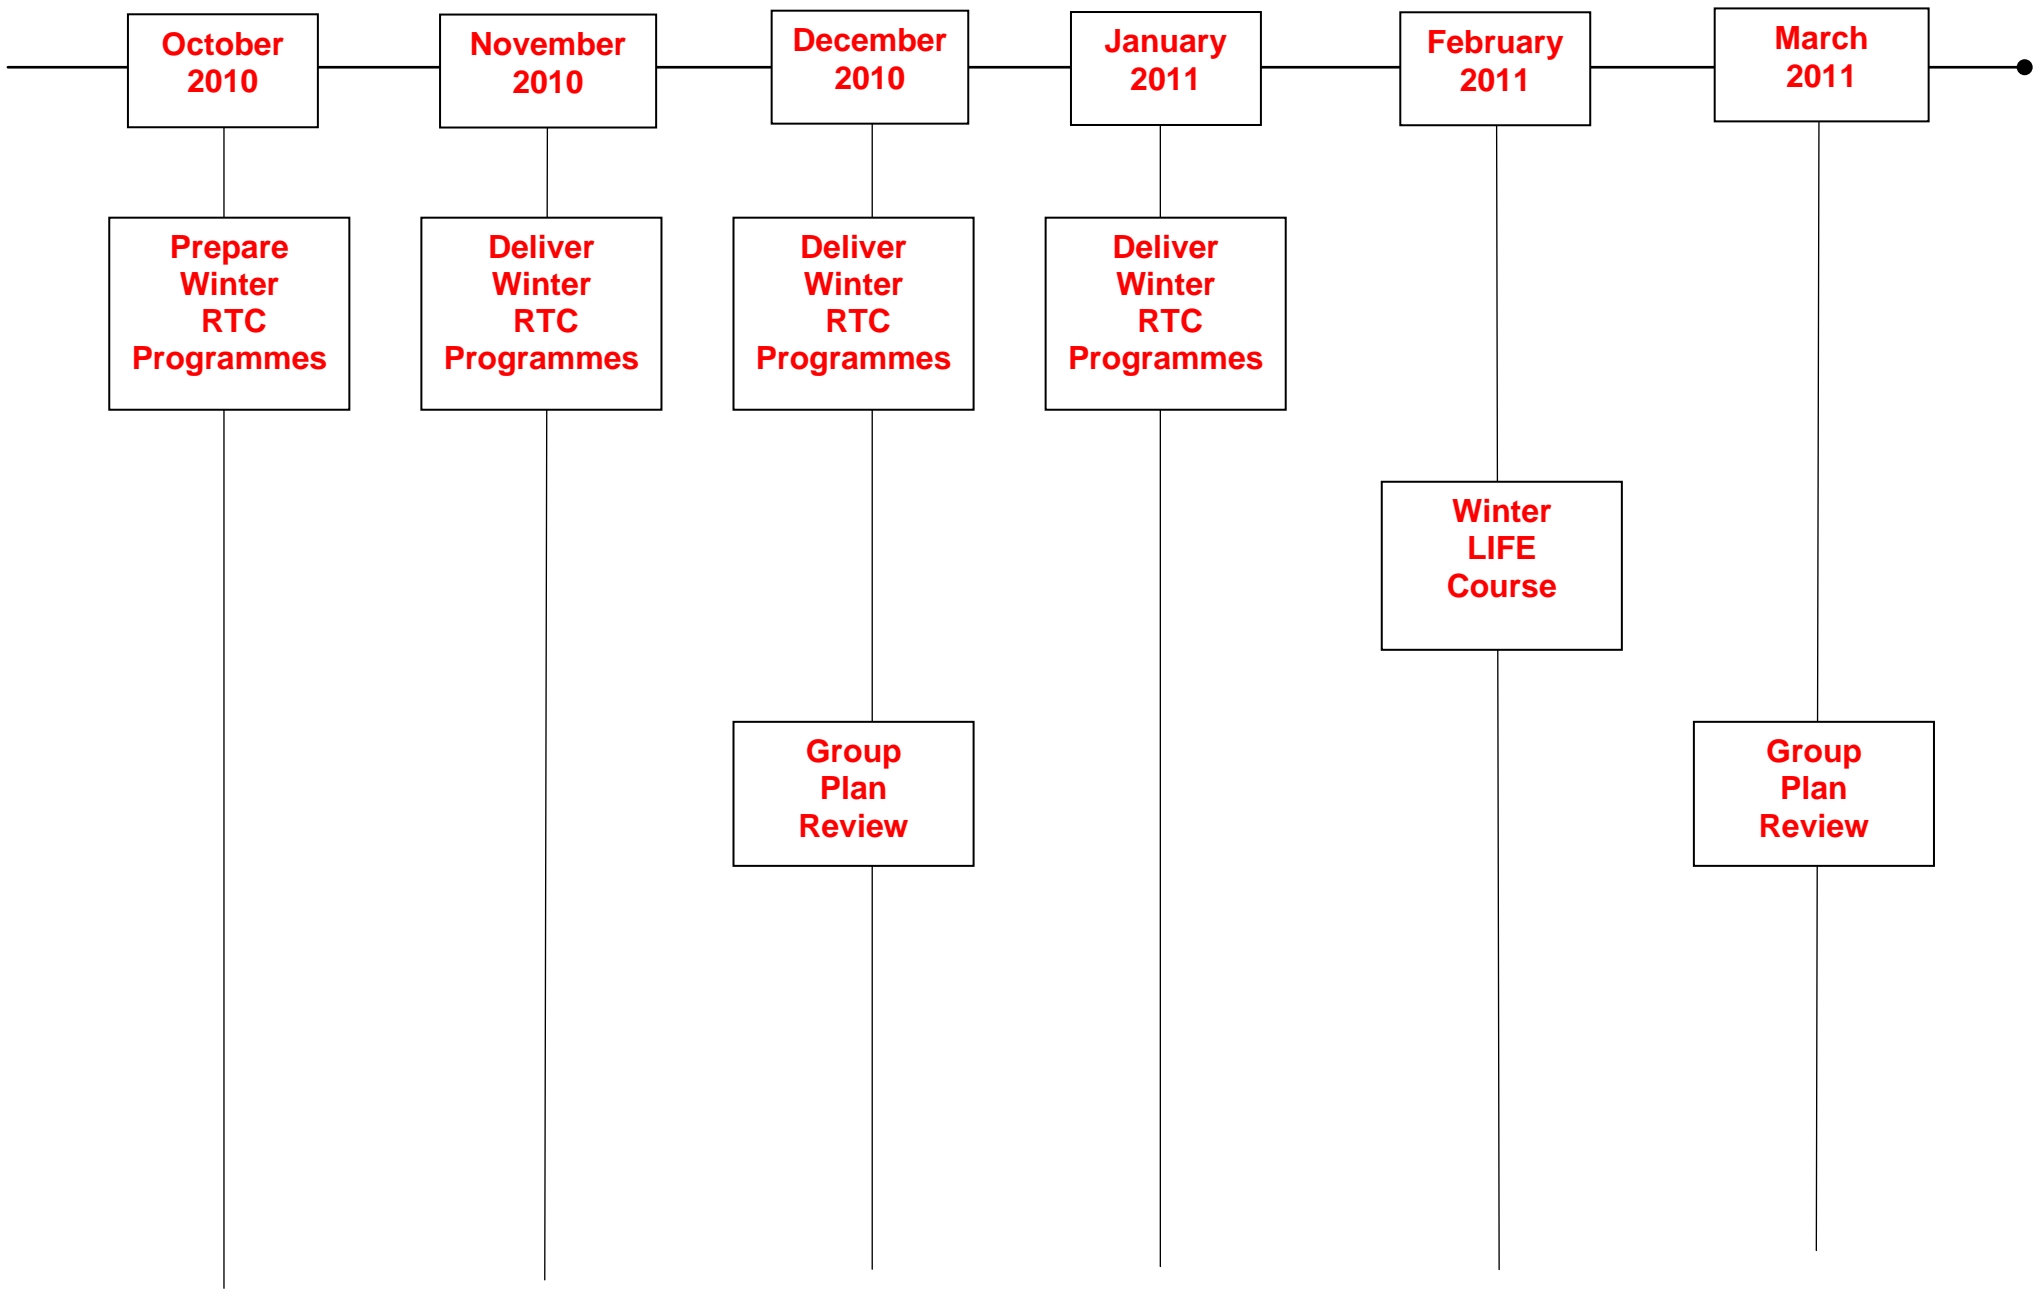 October
2010
November
2010
December
2010
January
2011
February
2011
March
2011
Prepare
Winter
RTC
Programmes
Deliver
Winter
RTC
Programmes
Deliver
Winter
RTC
Programmes
Deliver
Winter
RTC
Programmes
Winter
LIFE
Course
Group
Plan
Review
Group
Plan
Review